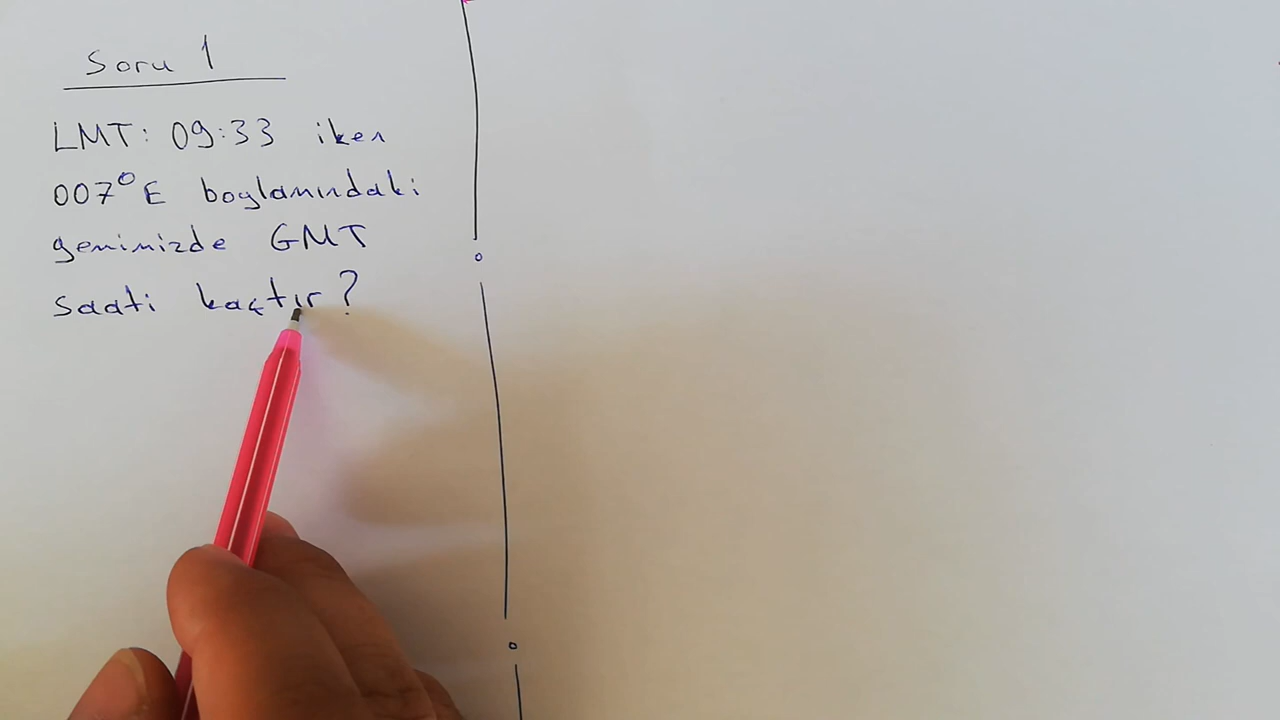 Soru 1
LMT: 09:33 iken
007° E boylamındaki
gemimizde GMT
saati kaçtır?